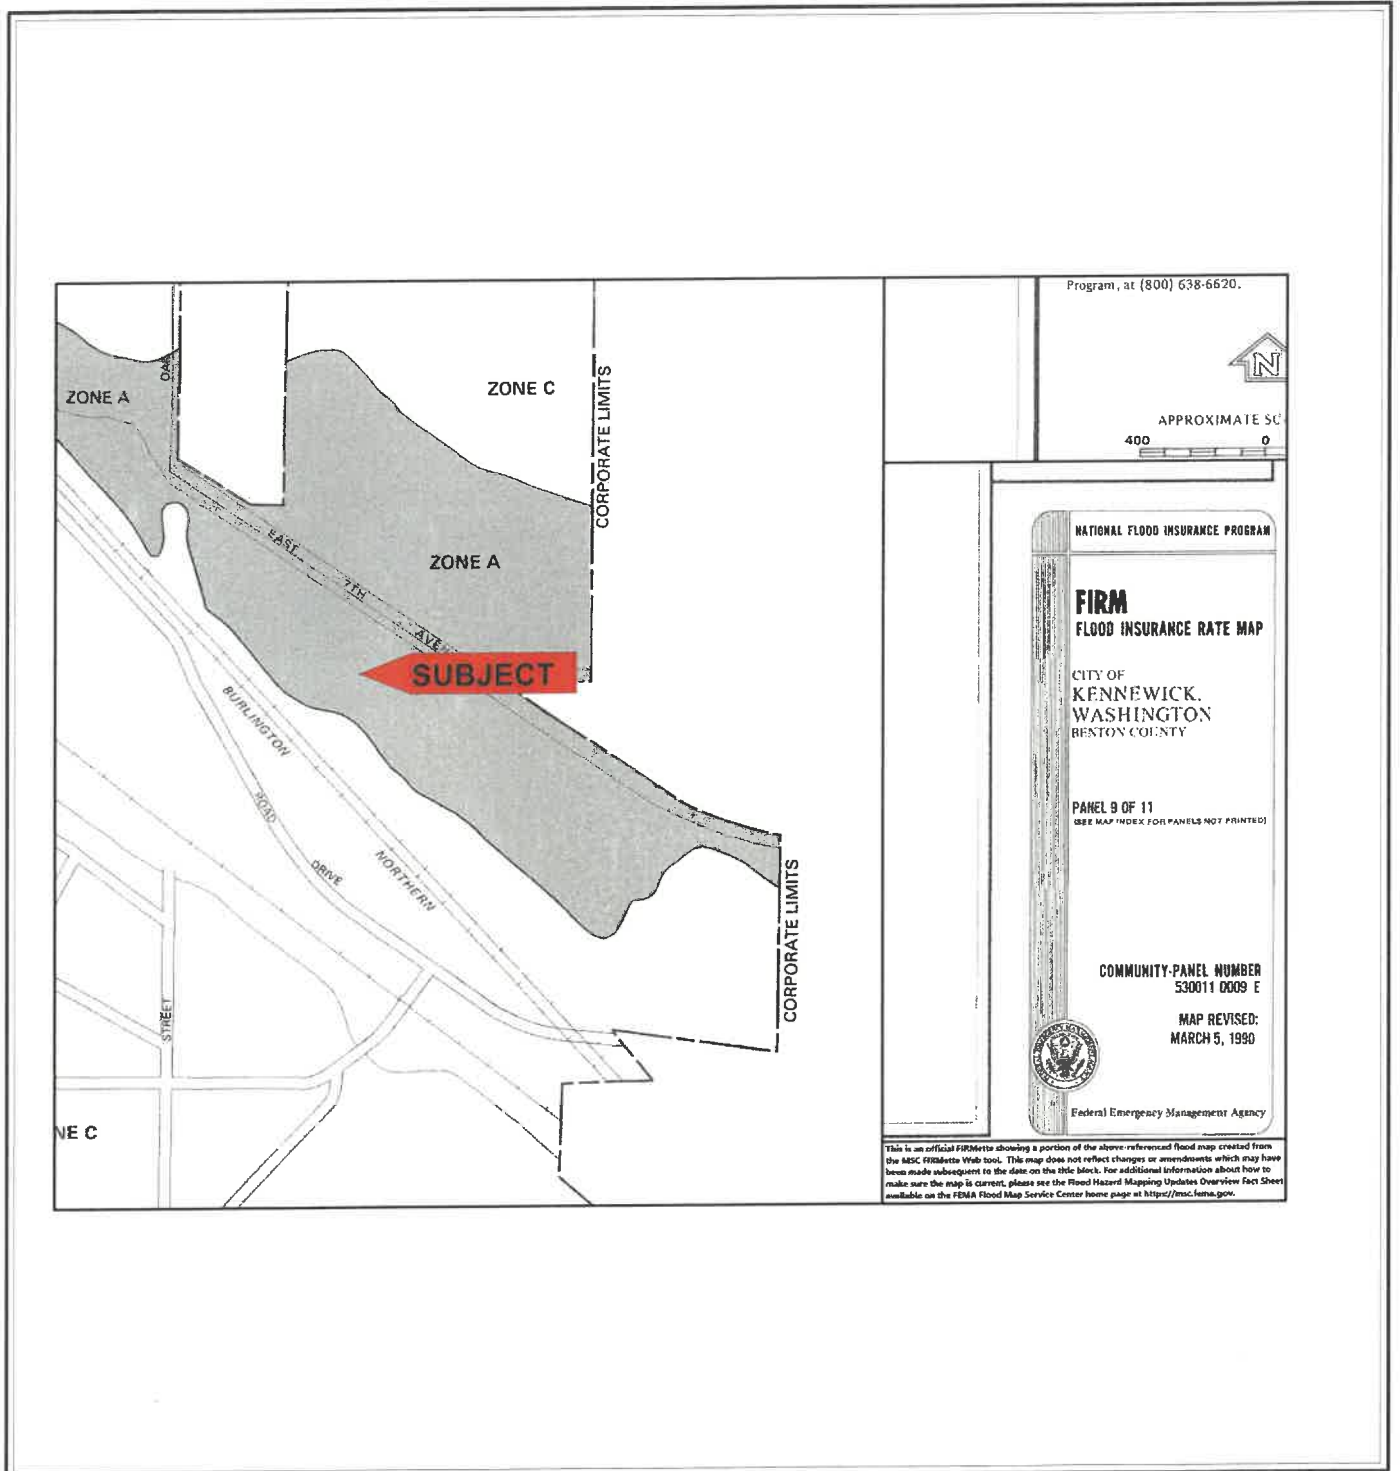 Program, at (800) 638-6620.
N
APPROXIMATE SC
400 0
ZONE A
ZONE C
CORPORATE LIMITS
EAST 7TH AVE
ZONE A
SUBJECT
BURLINGTON NORTHERN
ROAD
DRIVE
STREET
CORPORATE LIMITS
NE C
NATIONAL FLOOD INSURANCE PROGRAM
FIRM
FLOOD INSURANCE RATE MAP
CITY OF
KENNEWICK,
WASHINGTON
BENTON COUNTY
PANEL 9 OF 11
(SEE MAP INDEX FOR PANELS NOT PRINTED)
COMMUNITY-PANEL NUMBER
530011 0009 E
MAP REVISED:
MARCH 5, 1990
Federal Emergency Management Agency
This is an official FIRMette showing a portion of the above-referenced flood map created from
the MSC FIRMette Web tool. This map does not reflect changes or amendments which may have
been made subsequent to the date on the title block. For additional information about how to
make sure the map is current, please see the Flood Hazard Mapping Updates Overview Fact Sheet
available on the FEMA Flood Map Service Center home page at https://msc.fema.gov.